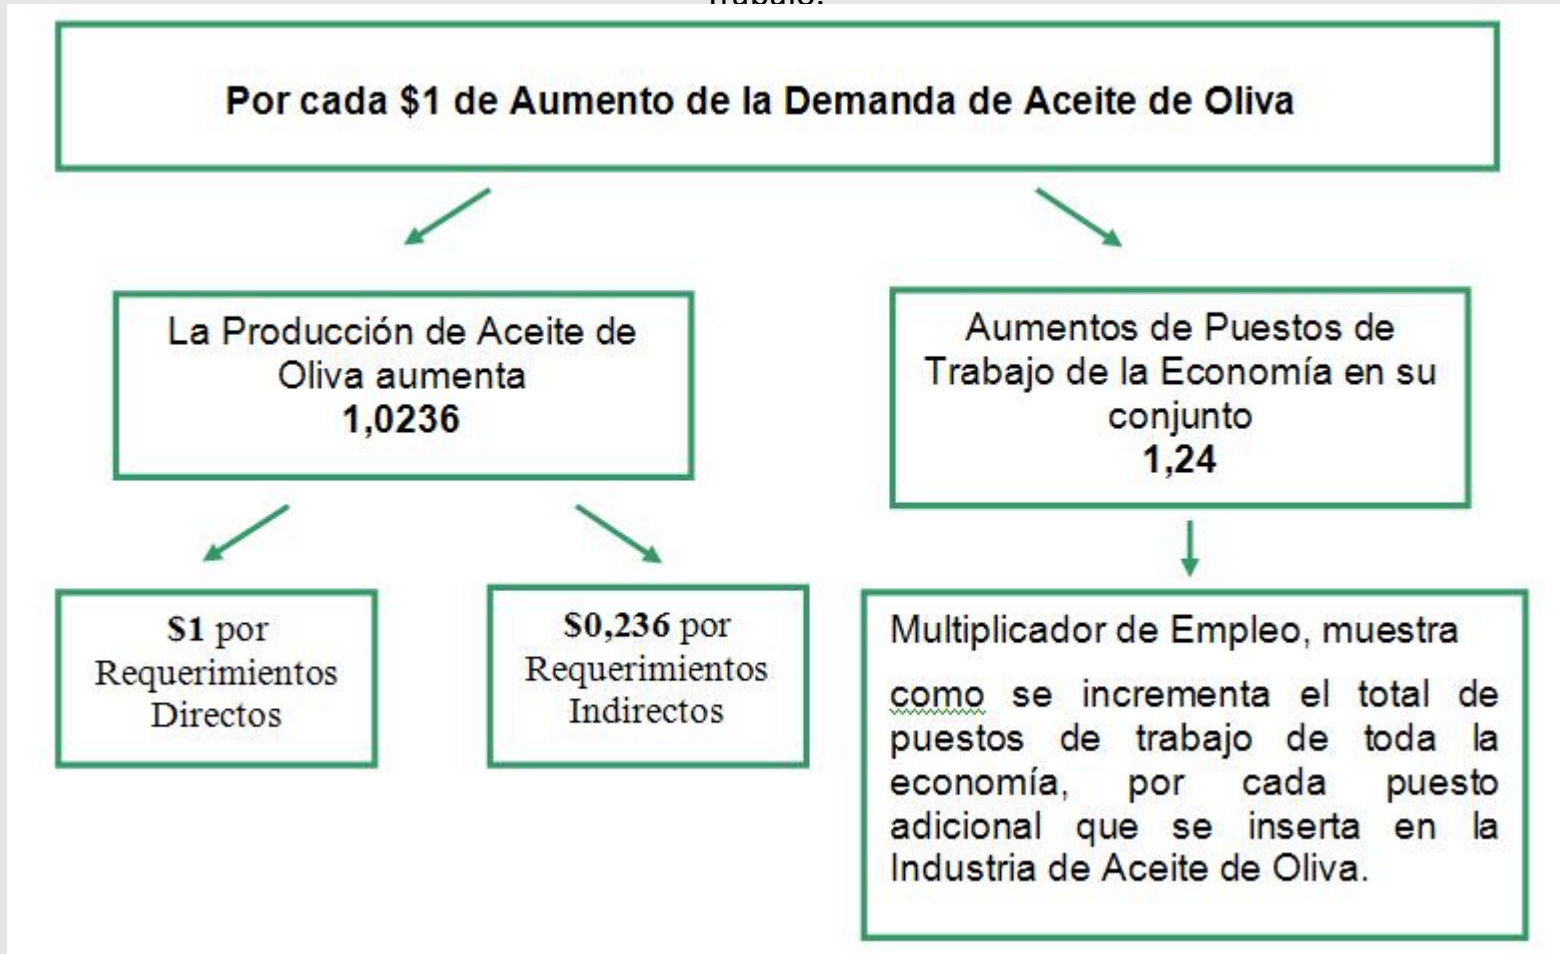 Por cada $1 de Aumento de la Demanda de Aceite de Oliva
La Producción de Aceite de
Oliva aumenta
1,0236
Aumentos de Puestos de
Trabajo de la Economía en su
conjunto
1,24
$1 por
Requerimientos
Directos
$0,236 por
Requerimientos
Indirectos
Multiplicador de Empleo, muestra
como se incrementa el total de
puestos de trabajo de toda la
economía, por cada puesto
adicional que se inserta en la
Industria de Aceite de Oliva.